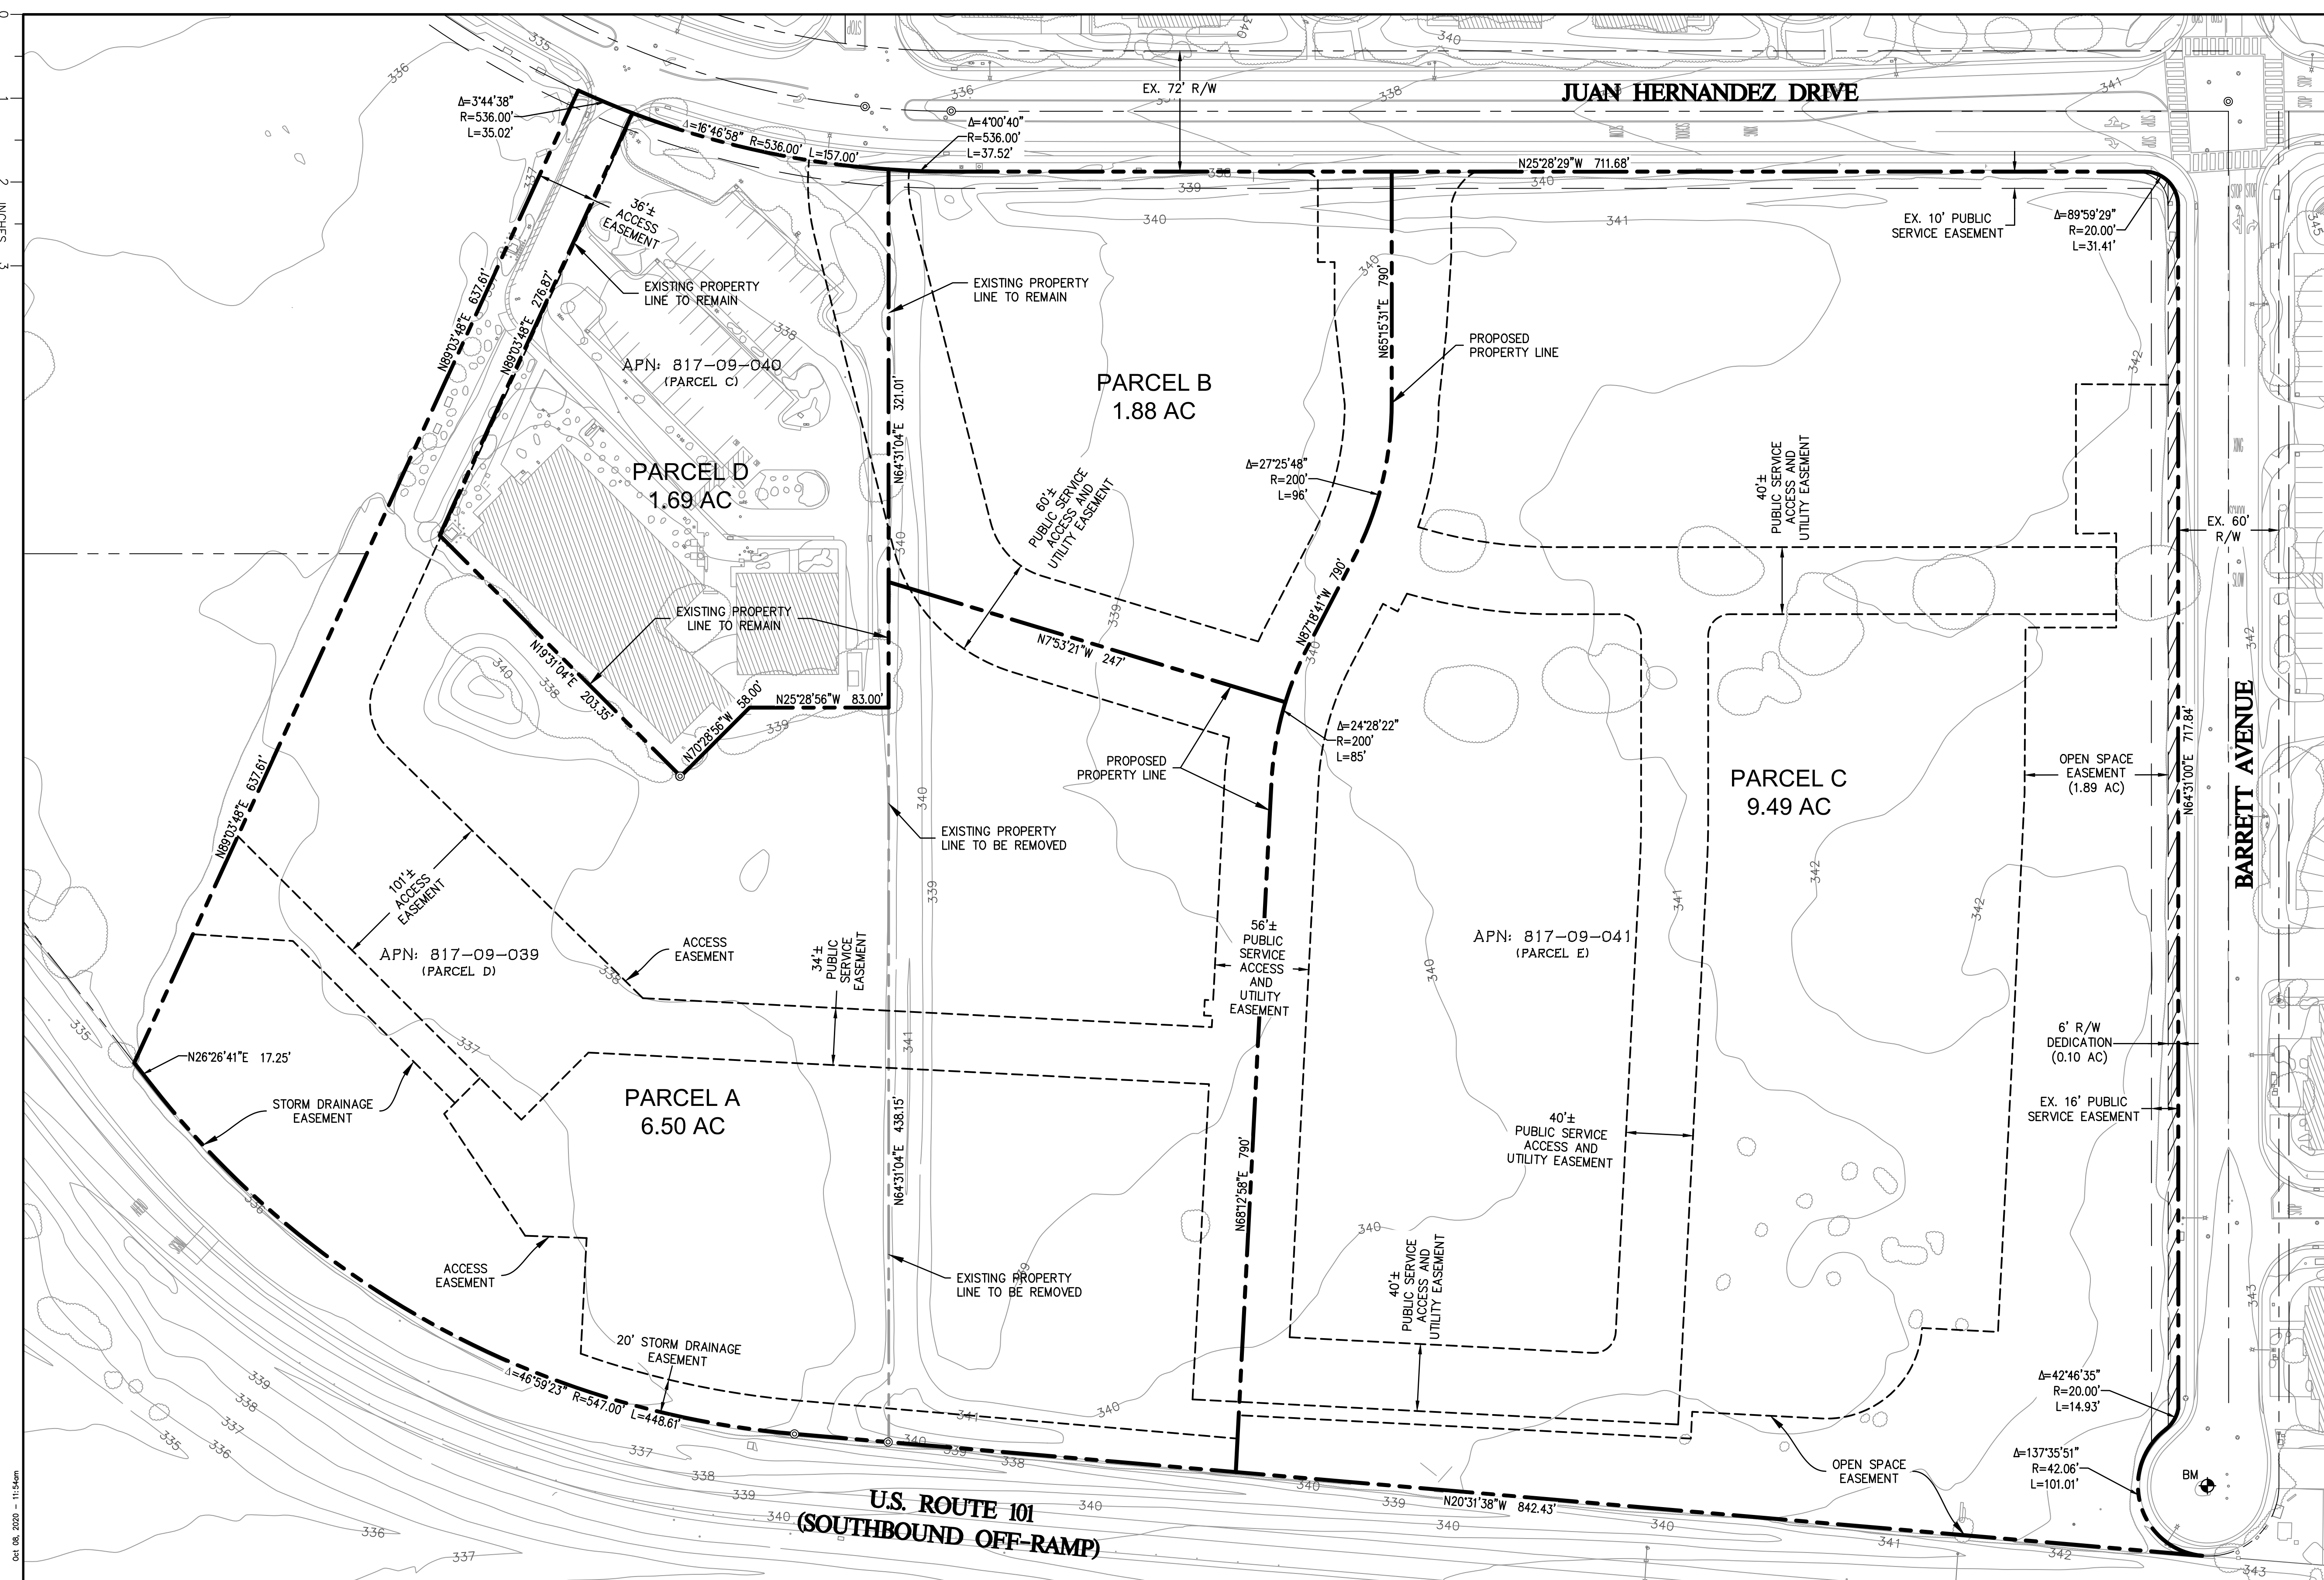 JUAN HERNANDEZ DRIVE
EX. 72' R/W
Δ=3°44'38"
R=536.00'
L=35.02'
Δ=16°46'58" R=536.00' L=157.00'
Δ=4°00'40"
R=536.00'
L=37.52'
N25°28'29"W 711.68'
EX. 10' PUBLIC
SERVICE EASEMENT
Δ=89°59'29"
R=20.00'
L=31.41'
36'±
ACCESS
EASEMENT
N89°03'48"E 637.61'
N89°03'48"E 276.87'
EXISTING PROPERTY
LINE TO REMAIN
EXISTING PROPERTY
LINE TO REMAIN
APN: 817-09-040
(PARCEL C)
PARCEL D
1.69 AC
N64°31'04"E 321.01'
PARCEL B
1.88 AC
N65°15'31"E 790'
PROPOSED
PROPERTY LINE
Δ=27°25'48"
R=200'
L=96'
60'±
PUBLIC SERVICE
ACCESS AND
UTILITY EASEMENT
40'±
PUBLIC SERVICE
ACCESS AND
UTILITY EASEMENT
EX. 60'
R/W
EXISTING PROPERTY
LINE TO REMAIN
N19°31'04"E 203.35'
N70°28'56"W 58.00'
N25°28'56"W 83.00'
N7°53'21"W 247'
N87°18'41"W 790'
Δ=24°28'22"
R=200'
L=85'
PROPOSED
PROPERTY LINE
PARCEL C
9.49 AC
OPEN SPACE
EASEMENT
(1.89 AC)
N64°31'00"E 717.84'
BARRETT AVENUE
N89°03'48"E 637.61'
EXISTING PROPERTY
LINE TO BE REMOVED
101'±
ACCESS
EASEMENT
APN: 817-09-039
(PARCEL D)
ACCESS
EASEMENT
34'±
PUBLIC
SERVICE
EASEMENT
56'±
PUBLIC
SERVICE
ACCESS
AND
UTILITY
EASEMENT
APN: 817-09-041
(PARCEL E)
6' R/W
DEDICATION
(0.10 AC)
EX. 16' PUBLIC
SERVICE EASEMENT
N26°26'41"E 17.25'
STORM DRAINAGE
EASEMENT
PARCEL A
6.50 AC
N64°31'04"E 438.15'
N68°12'58"E 790'
40'±
PUBLIC SERVICE
ACCESS AND
UTILITY EASEMENT
40'±
PUBLIC SERVICE
ACCESS AND
UTILITY EASEMENT
ACCESS
EASEMENT
EXISTING PROPERTY
LINE TO BE REMOVED
20' STORM DRAINAGE
EASEMENT
Δ=46°59'23" R=547.00' L=448.61'
Δ=42°46'35"
R=20.00'
L=14.93'
Δ=137°35'51"
R=42.06'
L=101.01'
BM
OPEN SPACE
EASEMENT
N20°31'38"W 842.43'
U.S. ROUTE 101
(SOUTHBOUND OFF-RAMP)
Oct 08, 2020 - 11:54am
0
1
2
INCHES
3